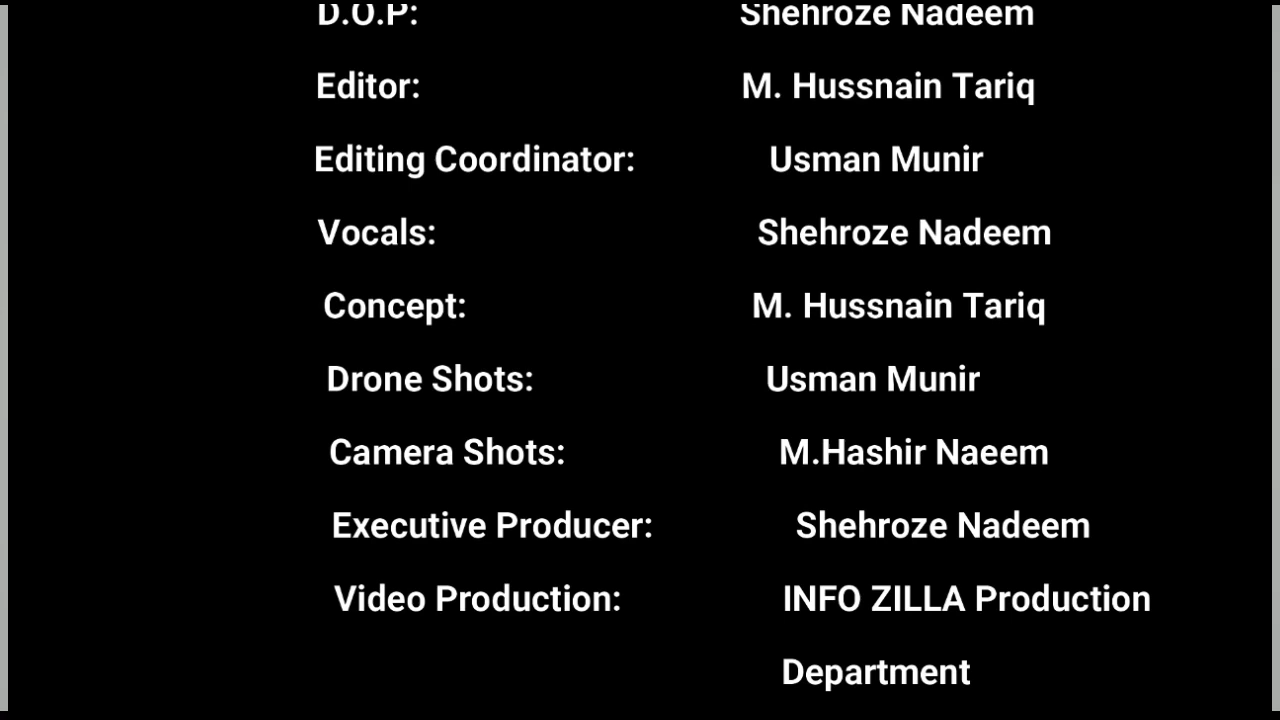 D.O.P: Shehroze Nadeem
Editor: M. Hussnain Tariq
Editing Coordinator: Usman Munir
Vocals: Shehroze Nadeem
Concept: M. Hussnain Tariq
Drone Shots: Usman Munir
Camera Shots: M.Hashir Naeem
Executive Producer: Shehroze Nadeem
Video Production: INFO ZILLA Production
Department